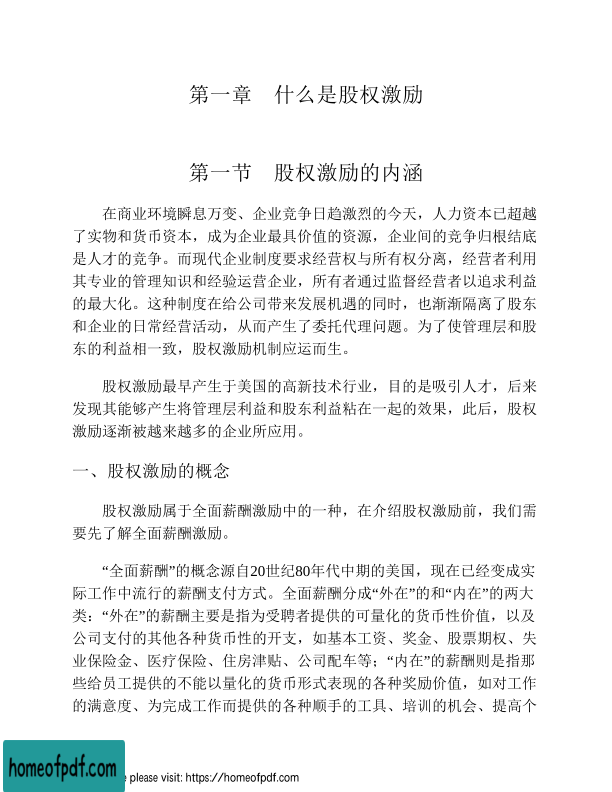 第一章　什么是股权激励
第一节　股权激励的内涵
在商业环境瞬息万变、企业竞争日趋激烈的今天，人力资本已超越
了实物和货币资本，成为企业最具价值的资源，企业间的竞争归根结底
是人才的竞争。而现代企业制度要求经营权与所有权分离，经营者利用
其专业的管理知识和经验运营企业，所有者通过监督经营者以追求利益
的最大化。这种制度在给公司带来发展机遇的同时，也渐渐隔离了股东
和企业的日常经营活动，从而产生了委托代理问题。为了使管理层和股
东的利益相一致，股权激励机制应运而生。
股权激励最早产生于美国的高新技术行业，目的是吸引人才，后来
发现其能够产生将管理层利益和股东利益粘在一起的效果，此后，股权
激励逐渐被越来越多的企业所应用。
一、股权激励的概念
股权激励属于全面薪酬激励中的一种，在介绍股权激励前，我们需
要先了解全面薪酬激励。
“全面薪酬”的概念源自20世纪80年代中期的美国，现在已经变成实
际工作中流行的薪酬支付方式。全面薪酬分成“外在”的和“内在”的两大
类：“外在”的薪酬主要是指为受聘者提供的可量化的货币性价值，以及
公司支付的其他各种货币性的开支，如基本工资、奖金、股票期权、失
业保险金、医疗保险、住房津贴、公司配车等；“内在”的薪酬则是指那
些给员工提供的不能以量化的货币形式表现的各种奖励价值，如对工作
的满意度、为完成工作而提供的各种顺手的工具、培训的机会、提高个
homeofpdf.com
e please visit: https://homeofpdf.com